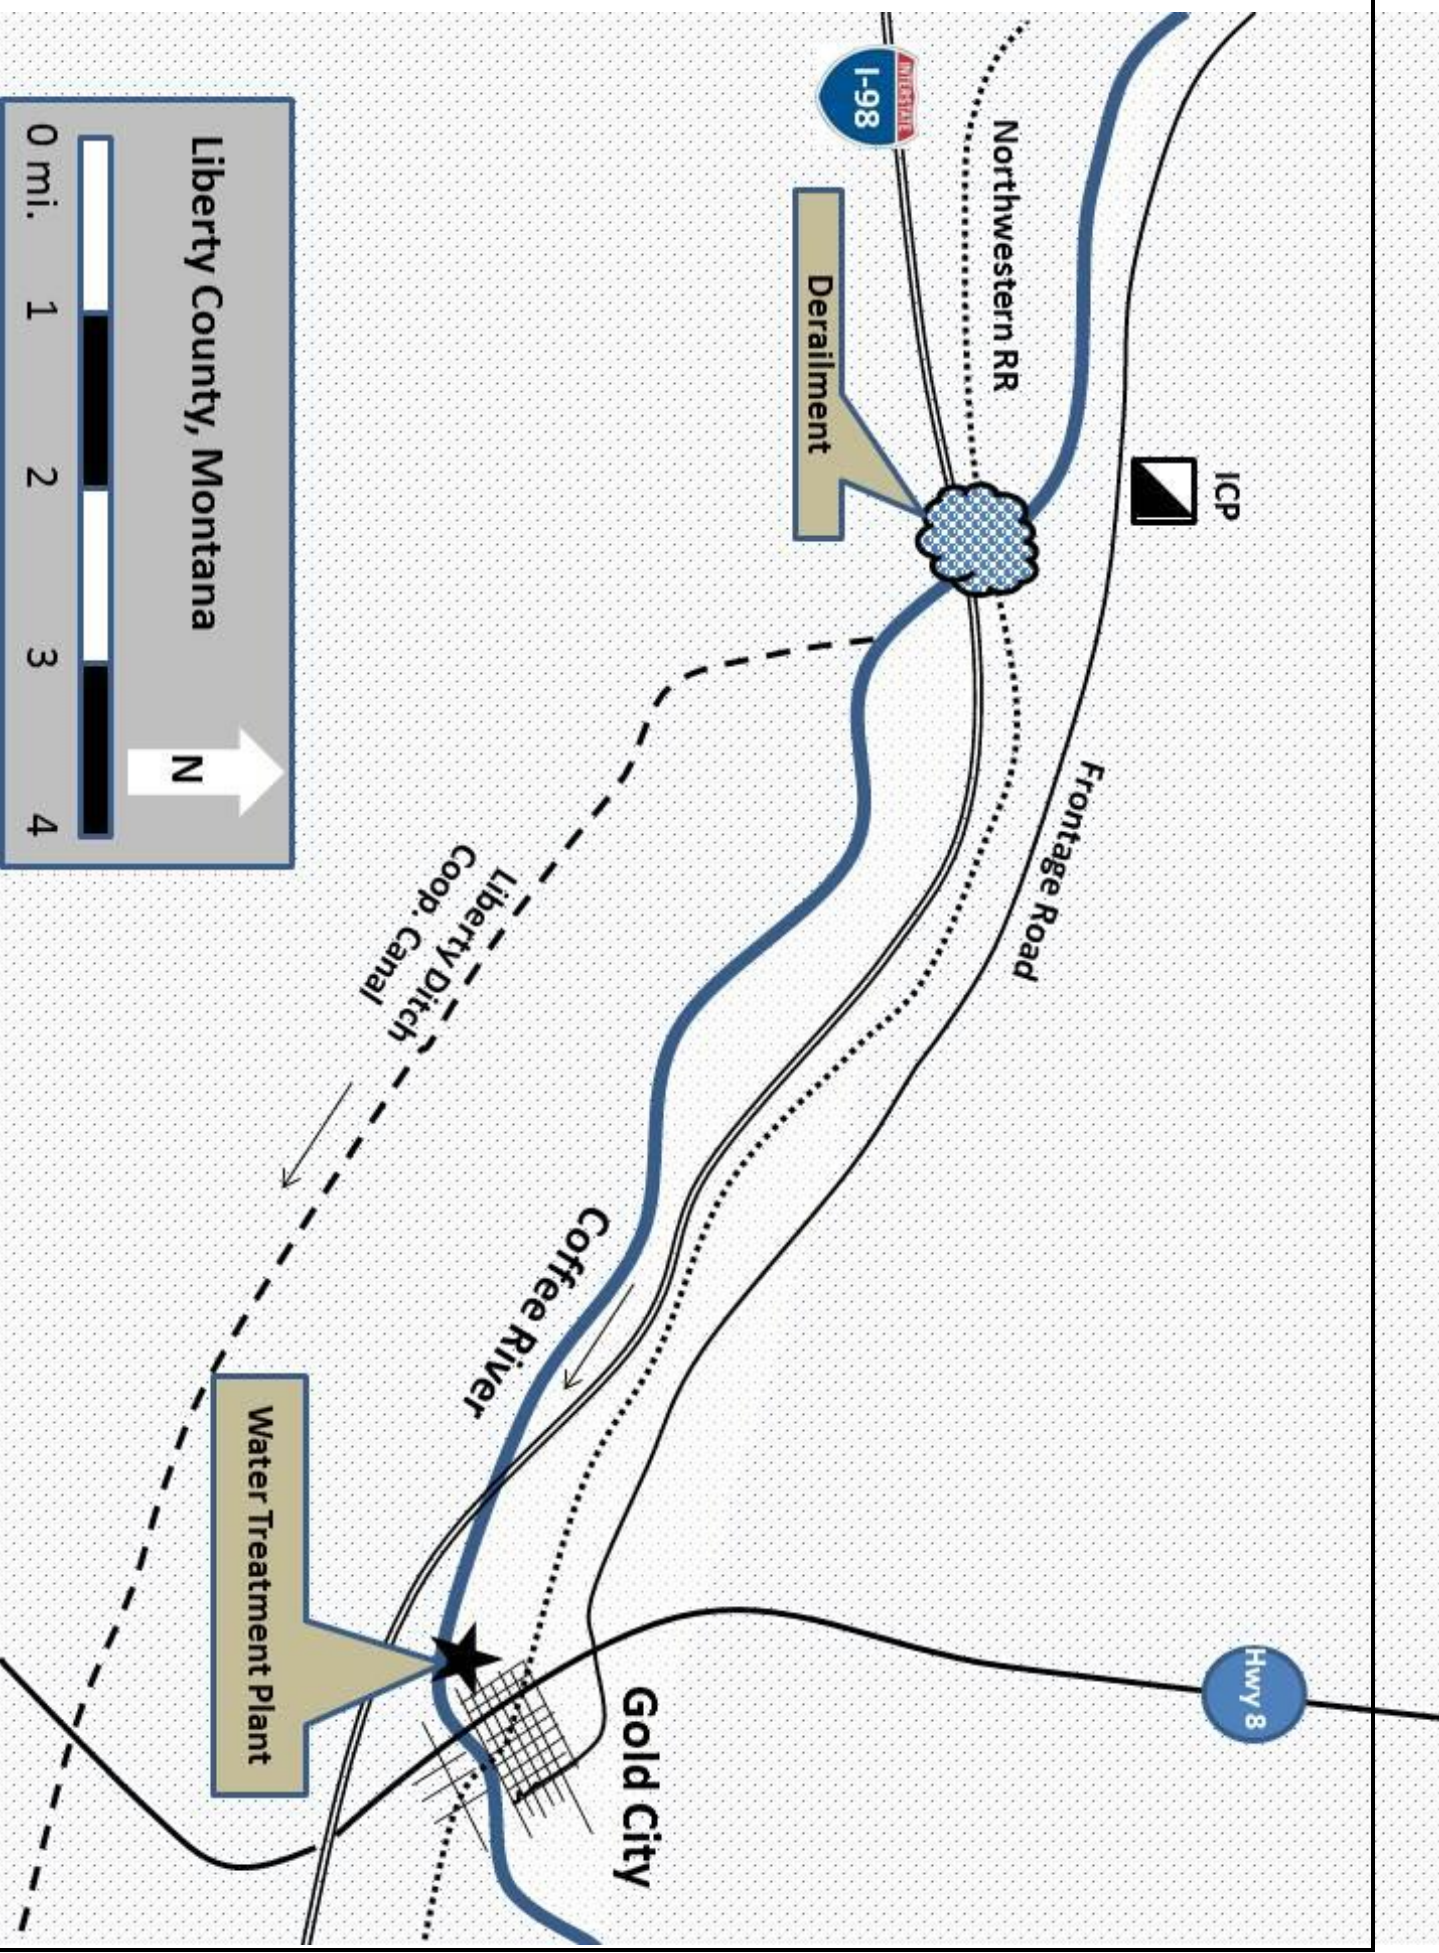 ICP
Hwy 8
Northwestern RR
INTERSTATE
I-98
Derailment
Frontage Road
Gold City
Coffee River
Liberty Ditch
Coop. Canal
Water Treatment Plant
Liberty County, Montana
N
0 mi. 1 2 3 4